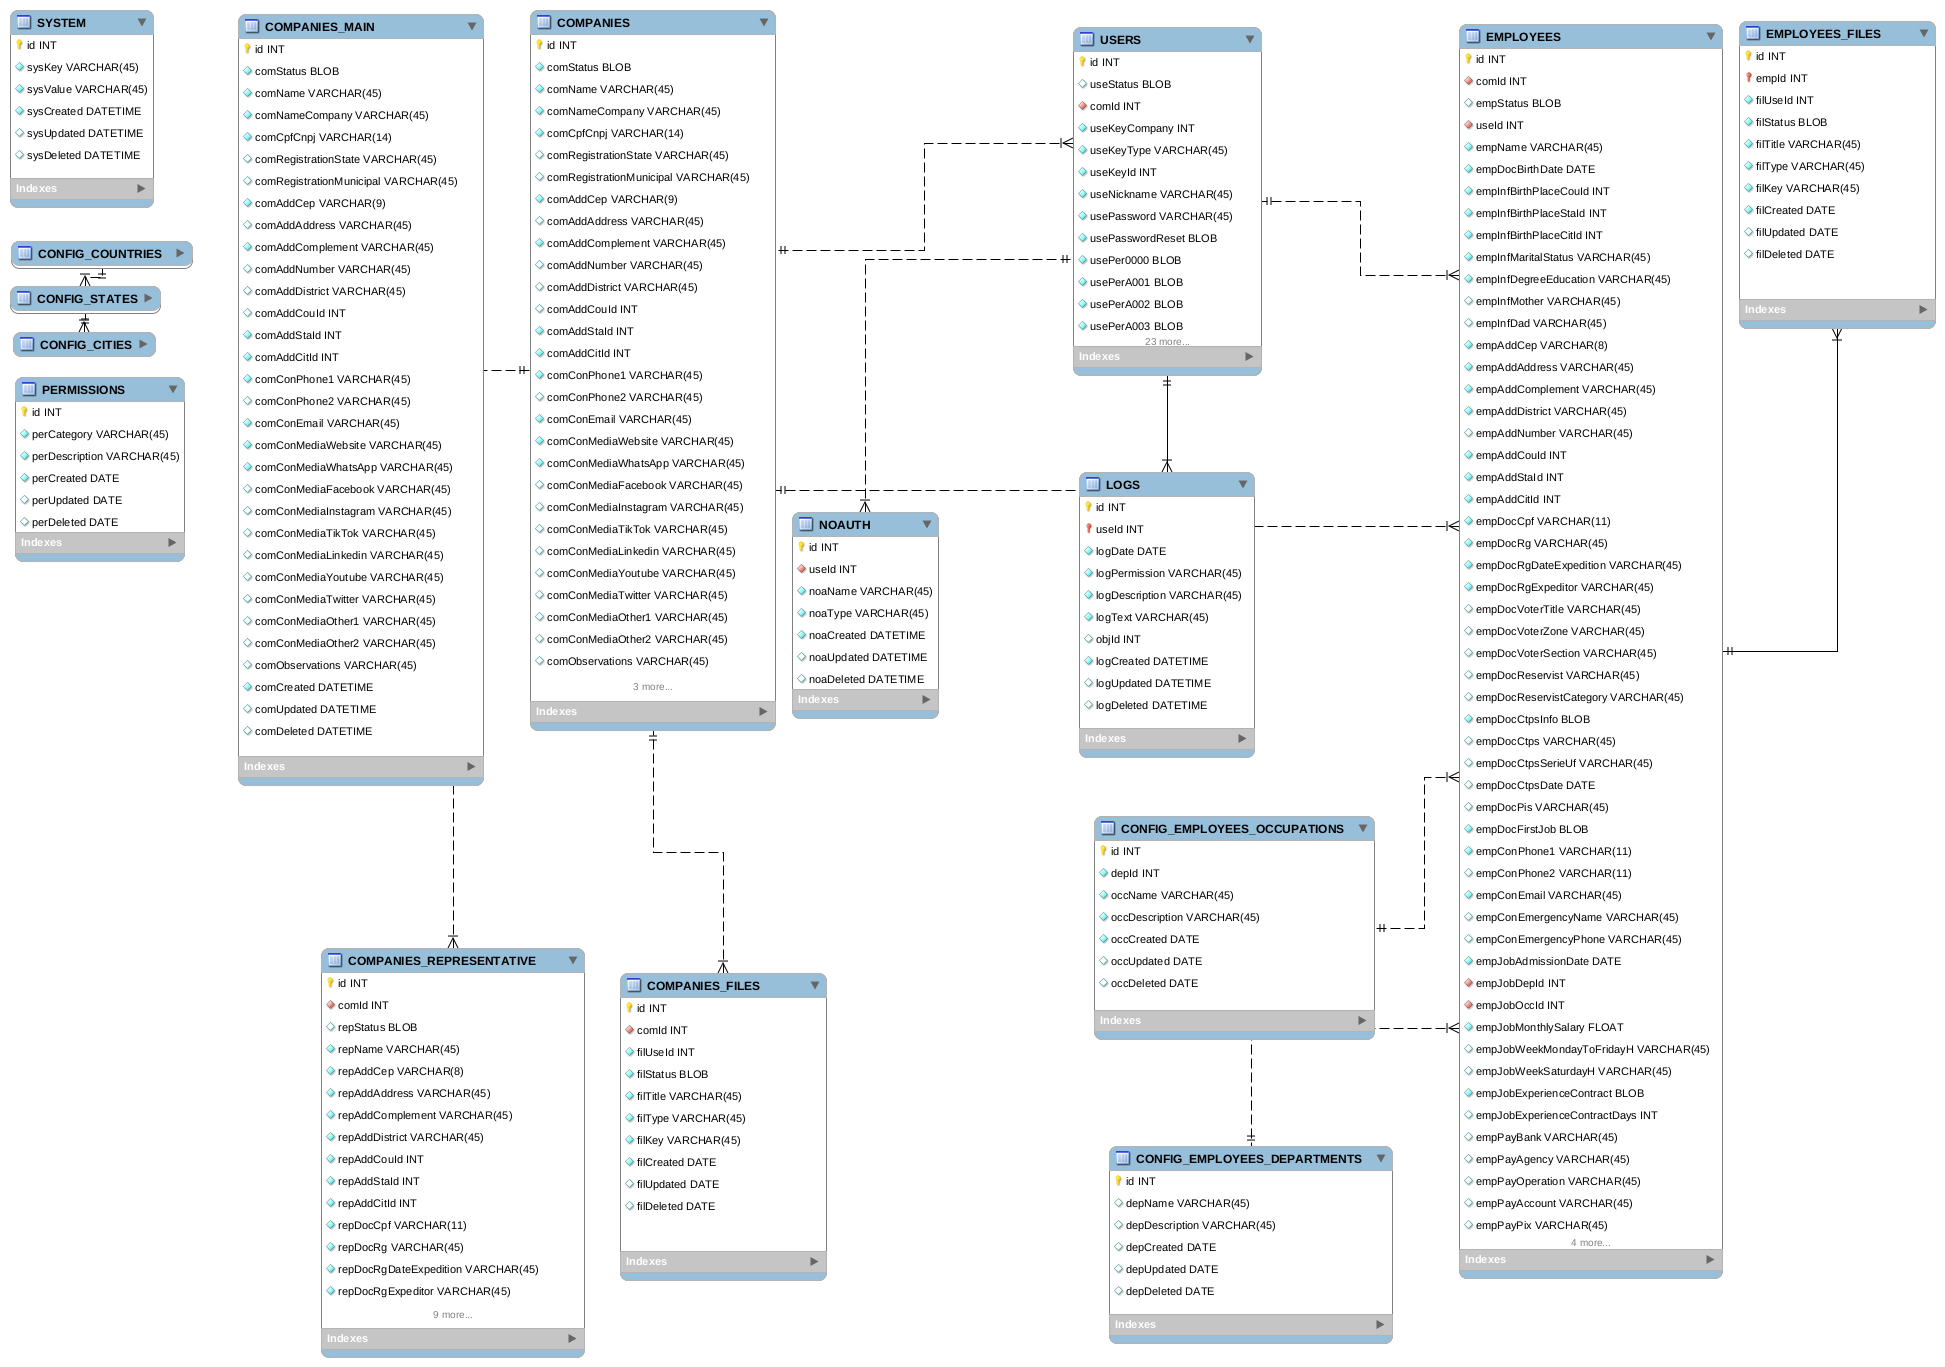 SYSTEM
id INT
sysKey VARCHAR(45)
sysValue VARCHAR(45)
sysCreated DATETIME
sysUpdated DATETIME
sysDeleted DATETIME
Indexes
CONFIG_COUNTRIES
CONFIG_STATES
CONFIG_CITIES
PERMISSIONS
id INT
perCategory VARCHAR(45)
perDescription VARCHAR(45)
perCreated DATE
perUpdated DATE
perDeleted DATE
Indexes
COMPANIES_MAIN
id INT
comStatus BLOB
comName VARCHAR(45)
comNameCompany VARCHAR(45)
comCpfCnpj VARCHAR(14)
comRegistrationState VARCHAR(45)
comRegistrationMunicipal VARCHAR(45)
comAddCep VARCHAR(9)
comAddAddress VARCHAR(45)
comAddComplement VARCHAR(45)
comAddNumber VARCHAR(45)
comAddDistrict VARCHAR(45)
comAddCouId INT
comAddStaId INT
comAddCitId INT
comConPhone1 VARCHAR(45)
comConPhone2 VARCHAR(45)
comConEmail VARCHAR(45)
comConMediaWebsite VARCHAR(45)
comConMediaWhatsApp VARCHAR(45)
comConMediaFacebook VARCHAR(45)
comConMediaInstagram VARCHAR(45)
comConMediaTikTok VARCHAR(45)
comConMediaLinkedin VARCHAR(45)
comConMediaYoutube VARCHAR(45)
comConMediaTwitter VARCHAR(45)
comConMediaOther1 VARCHAR(45)
comConMediaOther2 VARCHAR(45)
comObservations VARCHAR(45)
comCreated DATETIME
comUpdated DATETIME
comDeleted DATETIME
Indexes
COMPANIES
id INT
comStatus BLOB
comName VARCHAR(45)
comNameCompany VARCHAR(45)
comCpfCnpj VARCHAR(14)
comRegistrationState VARCHAR(45)
comRegistrationMunicipal VARCHAR(45)
comAddCep VARCHAR(9)
comAddAddress VARCHAR(45)
comAddComplement VARCHAR(45)
comAddNumber VARCHAR(45)
comAddDistrict VARCHAR(45)
comAddCouId INT
comAddStaId INT
comAddCitId INT
comConPhone1 VARCHAR(45)
comConPhone2 VARCHAR(45)
comConEmail VARCHAR(45)
comConMediaWebsite VARCHAR(45)
comConMediaWhatsApp VARCHAR(45)
comConMediaFacebook VARCHAR(45)
comConMediaInstagram VARCHAR(45)
comConMediaTikTok VARCHAR(45)
comConMediaLinkedin VARCHAR(45)
comConMediaYoutube VARCHAR(45)
comConMediaTwitter VARCHAR(45)
comConMediaOther1 VARCHAR(45)
comConMediaOther2 VARCHAR(45)
comObservations VARCHAR(45)
3 more...
Indexes
USERS
id INT
useStatus BLOB
comId INT
useKeyCompany INT
useKeyType VARCHAR(45)
useKeyId INT
useNickname VARCHAR(45)
usePassword VARCHAR(45)
usePasswordReset BLOB
usePer0000 BLOB
usePerA001 BLOB
usePerA002 BLOB
usePerA003 BLOB
23 more...
Indexes
NOAUTH
id INT
useId INT
noaName VARCHAR(45)
noaType VARCHAR(45)
noaCreated DATETIME
noaUpdated DATETIME
noaDeleted DATETIME
Indexes
LOGS
id INT
useId INT
logDate DATE
logPermission VARCHAR(45)
logDescription VARCHAR(45)
logText VARCHAR(45)
objId INT
logCreated DATETIME
logUpdated DATETIME
logDeleted DATETIME
Indexes
EMPLOYEES
id INT
comId INT
empStatus BLOB
useId INT
empName VARCHAR(45)
empDocBirthDate DATE
empInfBirthPlaceCouId INT
empInfBirthPlaceStaId INT
empInfBirthPlaceCitId INT
empInfMaritalStatus VARCHAR(45)
empInfDegreeEducation VARCHAR(45)
empInfMother VARCHAR(45)
empInfDad VARCHAR(45)
empAddCep VARCHAR(8)
empAddAddress VARCHAR(45)
empAddComplement VARCHAR(45)
empAddDistrict VARCHAR(45)
empAddNumber VARCHAR(45)
empAddCouId INT
empAddStaId INT
empAddCitId INT
empDocCpf VARCHAR(11)
empDocRg VARCHAR(45)
empDocRgDateExpedition VARCHAR(45)
empDocRgExpeditor VARCHAR(45)
empDocVoterTitle VARCHAR(45)
empDocVoterZone VARCHAR(45)
empDocVoterSection VARCHAR(45)
empDocReservist VARCHAR(45)
empDocReservistCategory VARCHAR(45)
empDocCtpsInfo BLOB
empDocCtps VARCHAR(45)
empDocCtpsSerieUf VARCHAR(45)
empDocCtpsDate DATE
empDocPis VARCHAR(45)
empDocFirstJob BLOB
empConPhone1 VARCHAR(11)
empConPhone2 VARCHAR(11)
empConEmail VARCHAR(45)
empConEmergencyName VARCHAR(45)
empConEmergencyPhone VARCHAR(45)
empJobAdmissionDate DATE
empJobDepId INT
empJobOccId INT
empJobMonthlySalary FLOAT
empJobWeekMondayToFridayH VARCHAR(45)
empJobWeekSaturdayH VARCHAR(45)
empJobExperienceContract BLOB
empJobExperienceContractDays INT
empPayBank VARCHAR(45)
empPayAgency VARCHAR(45)
empPayOperation VARCHAR(45)
empPayAccount VARCHAR(45)
empPayPix VARCHAR(45)
4 more...
Indexes
EMPLOYEES_FILES
id INT
empId INT
filUseId INT
filStatus BLOB
filTitle VARCHAR(45)
filType VARCHAR(45)
filKey VARCHAR(45)
filCreated DATE
filUpdated DATE
filDeleted DATE
Indexes
COMPANIES_REPRESENTATIVE
id INT
comId INT
repStatus BLOB
repName VARCHAR(45)
repAddCep VARCHAR(8)
repAddAddress VARCHAR(45)
repAddComplement VARCHAR(45)
repAddDistrict VARCHAR(45)
repAddCouId INT
repAddStaId INT
repAddCitId INT
repDocCpf VARCHAR(11)
repDocRg VARCHAR(45)
repDocRgDateExpedition VARCHAR(45)
repDocRgExpeditor VARCHAR(45)
9 more...
Indexes
COMPANIES_FILES
id INT
comId INT
filUseId INT
filStatus BLOB
filTitle VARCHAR(45)
filType VARCHAR(45)
filKey VARCHAR(45)
filCreated DATE
filUpdated DATE
filDeleted DATE
Indexes
CONFIG_EMPLOYEES_OCCUPATIONS
id INT
depId INT
occName VARCHAR(45)
occDescription VARCHAR(45)
occCreated DATE
occUpdated DATE
occDeleted DATE
Indexes
CONFIG_EMPLOYEES_DEPARTMENTS
id INT
depName VARCHAR(45)
depDescription VARCHAR(45)
depCreated DATE
depUpdated DATE
depDeleted DATE
Indexes